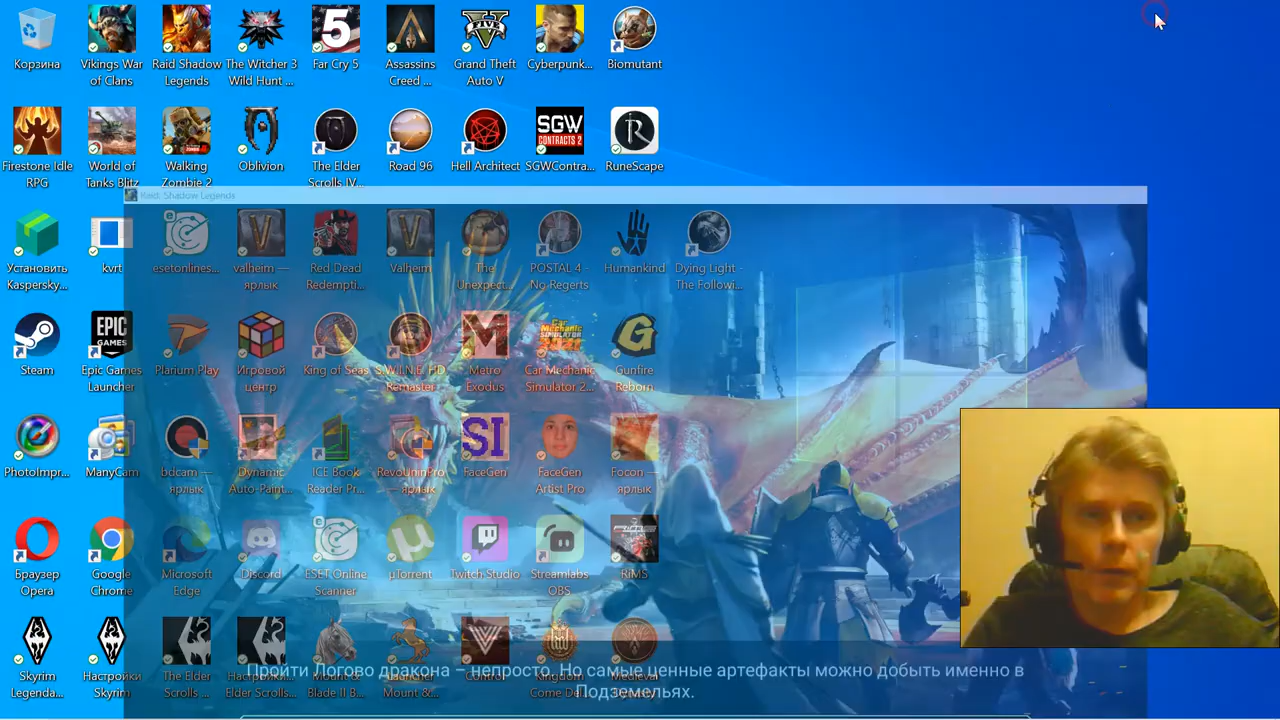 Корзина
Vikings War
of Clans
Raid Shadow
Legends
The Witcher 3
Wild Hunt ...
Far Cry 5
Assassins
Creed ...
Grand Theft
Auto V
Cyberpunk...
Biomutant
Firestone Idle
RPG
World of
Tanks Blitz
Walking
Zombie 2
Oblivion
The Elder
Scrolls IV...
Road 96
Hell Architect
SGW
CONTRACTS 2
SGWContra...
RuneScape
Raid: Shadow Legends
Установить
Kaspersky...
kvrt
esetonlines...
valheim —
ярлык
Red Dead
Redempti...
Valheim
The
Unexpect...
POSTAL 4 -
No Regerts
Humankind
Dying Light -
The Followi...
Steam
EPIC
GAMES
Epic Games
Launcher
Plarium Play
Игровой
центр
King of Seas
S.W.I.N.E. HD
Remaster
Metro
Exodus
Car Mechanic
Simulator 2...
Gunfire
Reborn
PhotoImpr...
ManyCam
bdcam —
ярлык
Dynamic
Auto-Paint...
ICE Book
Reader Pr...
RevoUninPro
— ярлык
SI
FaceGen
FaceGen
Artist Pro
Focon —
ярлык
Браузер
Opera
Google
Chrome
Microsoft
Edge
Discord
ESET Online
Scanner
µTorrent
Twitch Studio
Streamlabs
OBS
RiMS
Skyrim
Legenda...
Настройки
Skyrim
The Elder
Scrolls ...
Настройки
Elder Scrolls...
Mount &
Blade II B...
Launcher
Mount &...
Control
Kingdom
Come De...
Medieval
Пройти Логово дракона – непросто. Но самые ценные артефакты можно добыть именно в
Подземельях.